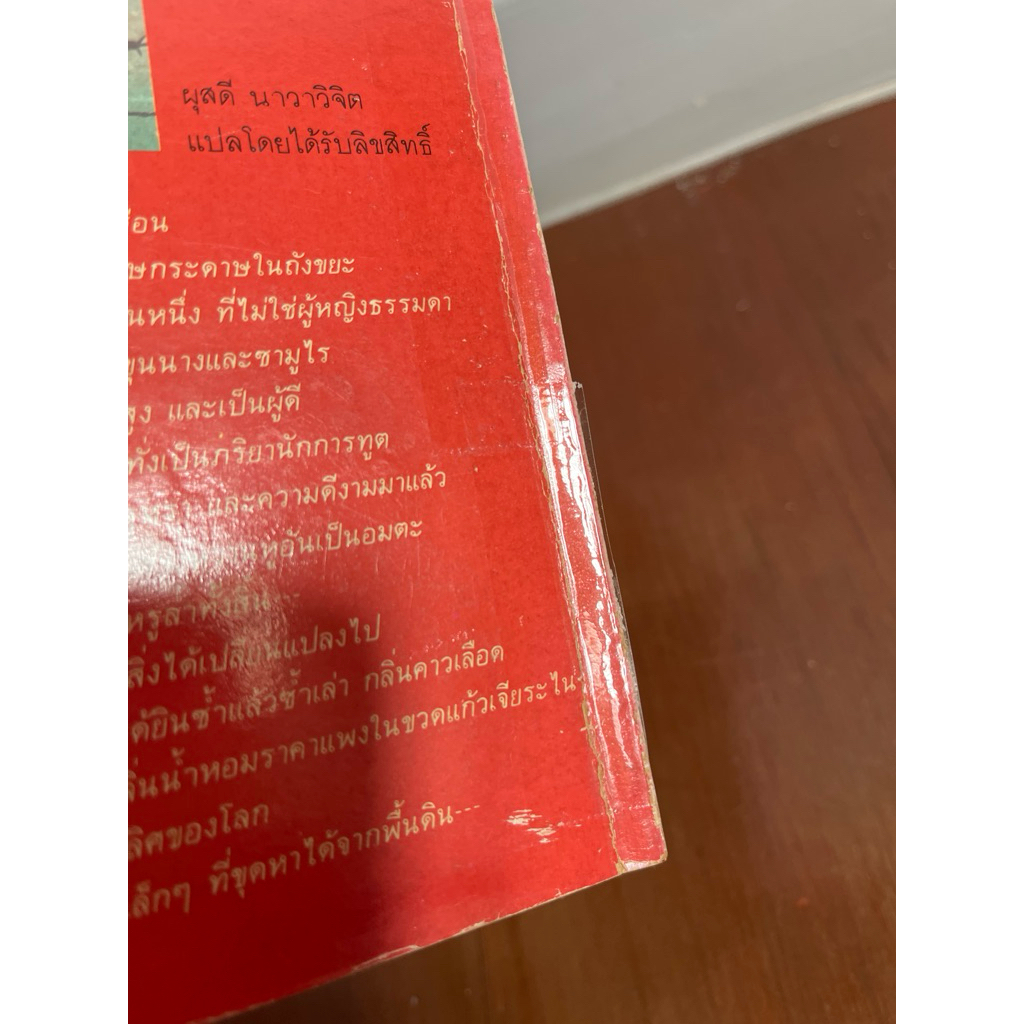 ผุสดี นาวาวิจิต
แปลโดยได้รับลิขสิทธิ์
กระดาษในถังขยะ
นหนึ่ง ที่ไม่ใช่ผู้หญิงธรรมดา
ขุนนางและซามูไร
สูง และเป็นผู้ดี
ทั้งเป็นภริยานักการทูต
และความดีงามมาแล้ว
อันเป็นอมตะ
สิ่งได้เปลี่ยนแปลงไป
ได้ยินซ้ำแล้วซ้ำเล่า กลิ่นคาวเลือด
ลิ่นน้ำหอมราคาแพงในขวดแก้วเจียระไน
ลิศของโลก
ล็กๆ ที่ขุดหาได้จากพื้นดิน---